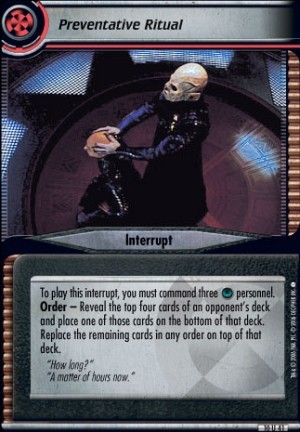 Preventative Ritual
Interrupt
To play this interrupt, you must command three personnel.
Order – Reveal the top four cards of an opponent's deck
and place one of those cards on the bottom of that deck.
Replace the remaining cards in any order on top of that
deck.
"How long?"
"A matter of hours now."